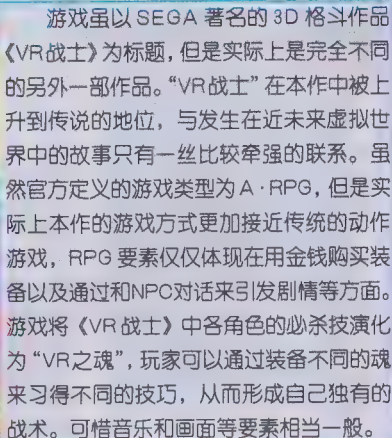 游戏虽以SEGA著名的3D格斗作品
《VR战士》为标题，但是实际上是完全不同
的另外一部作品。“VR战士”在本作中被上
升到传说的地位，与发生在近未来虚拟世
界中的故事只有一丝比较牵强的联系。虽
然官方定义的游戏类型为A·RPG，但是实
际上本作的游戏方式更加接近传统的动作
游戏，RPG要素仅仅体现在用金钱购买装
备以及通过和NPC对话来引发剧情等方面。
游戏将《VR战士》中各角色的必杀技演化
为“VR之魂”，玩家可以通过装备不同的魂
来习得不同的技巧，从而形成自己独有的
战术。可惜音乐和画面等要素相当一般。